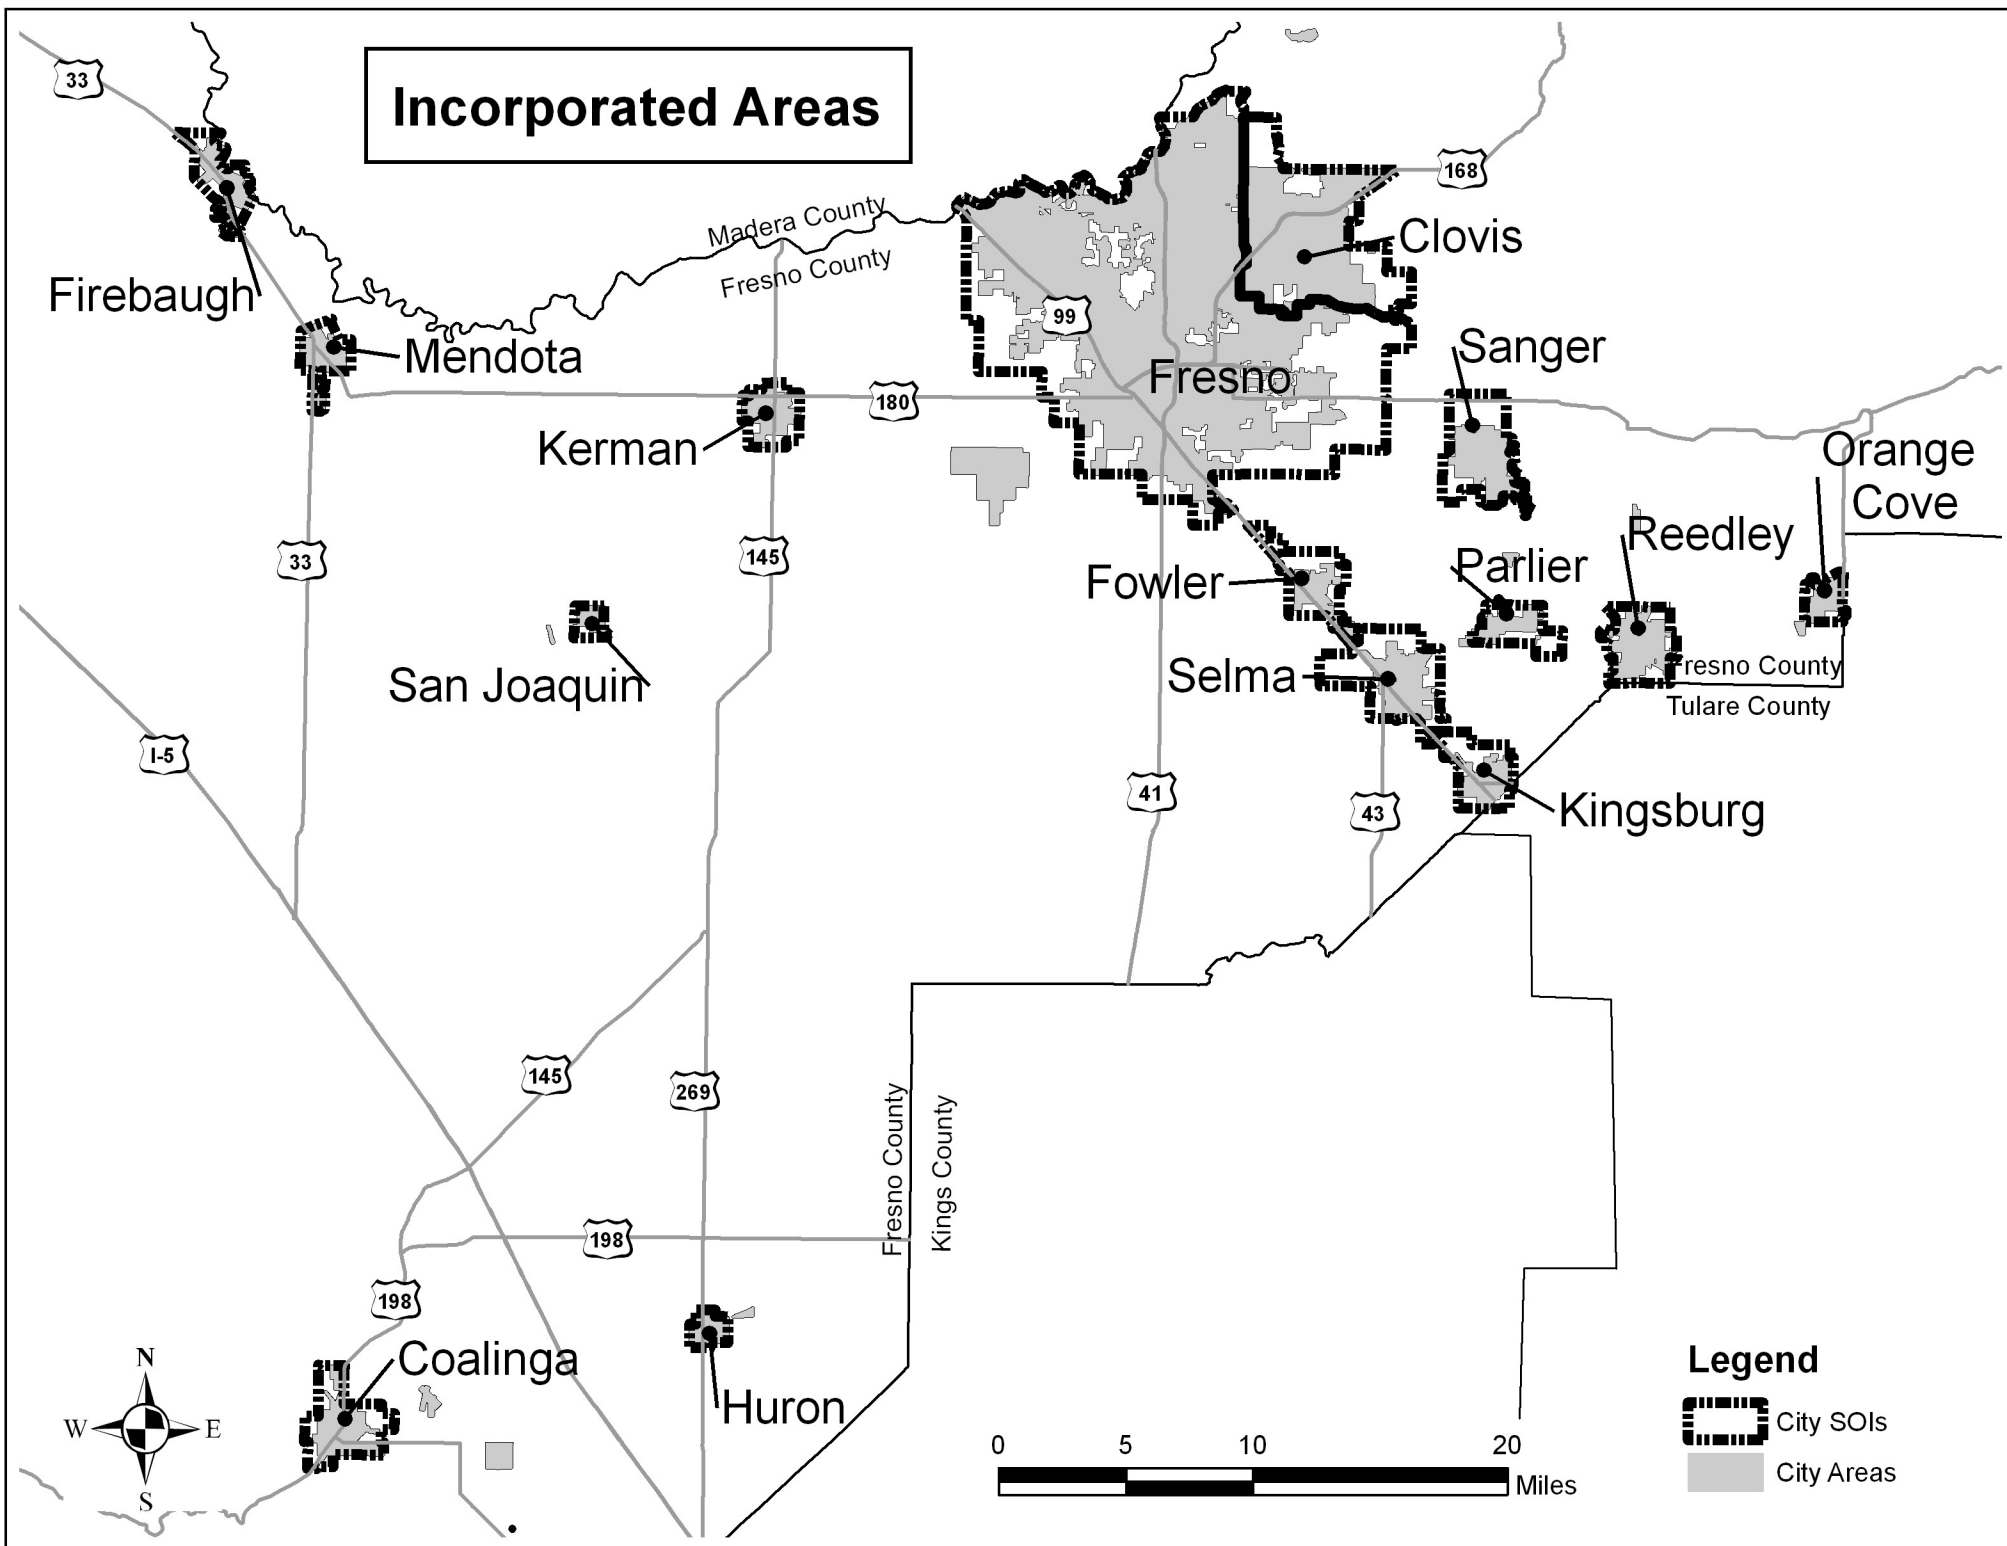 33
Incorporated Areas
168
Madera County
Fresno County
Clovis
Firebaugh
99
Mendota
Sanger
Fresno
180
Kerman
Orange
Cove
Reedley
33
145
Parlier
Fowler
Fresno County
Selma
San Joaquin
Tulare County
I-5
41
43
Kingsburg
145
269
Fresno County
Kings County
198
198
Coalinga
Huron
N
W
E
S
Legend
City SOIs
City Areas
0 5 10 20
Miles